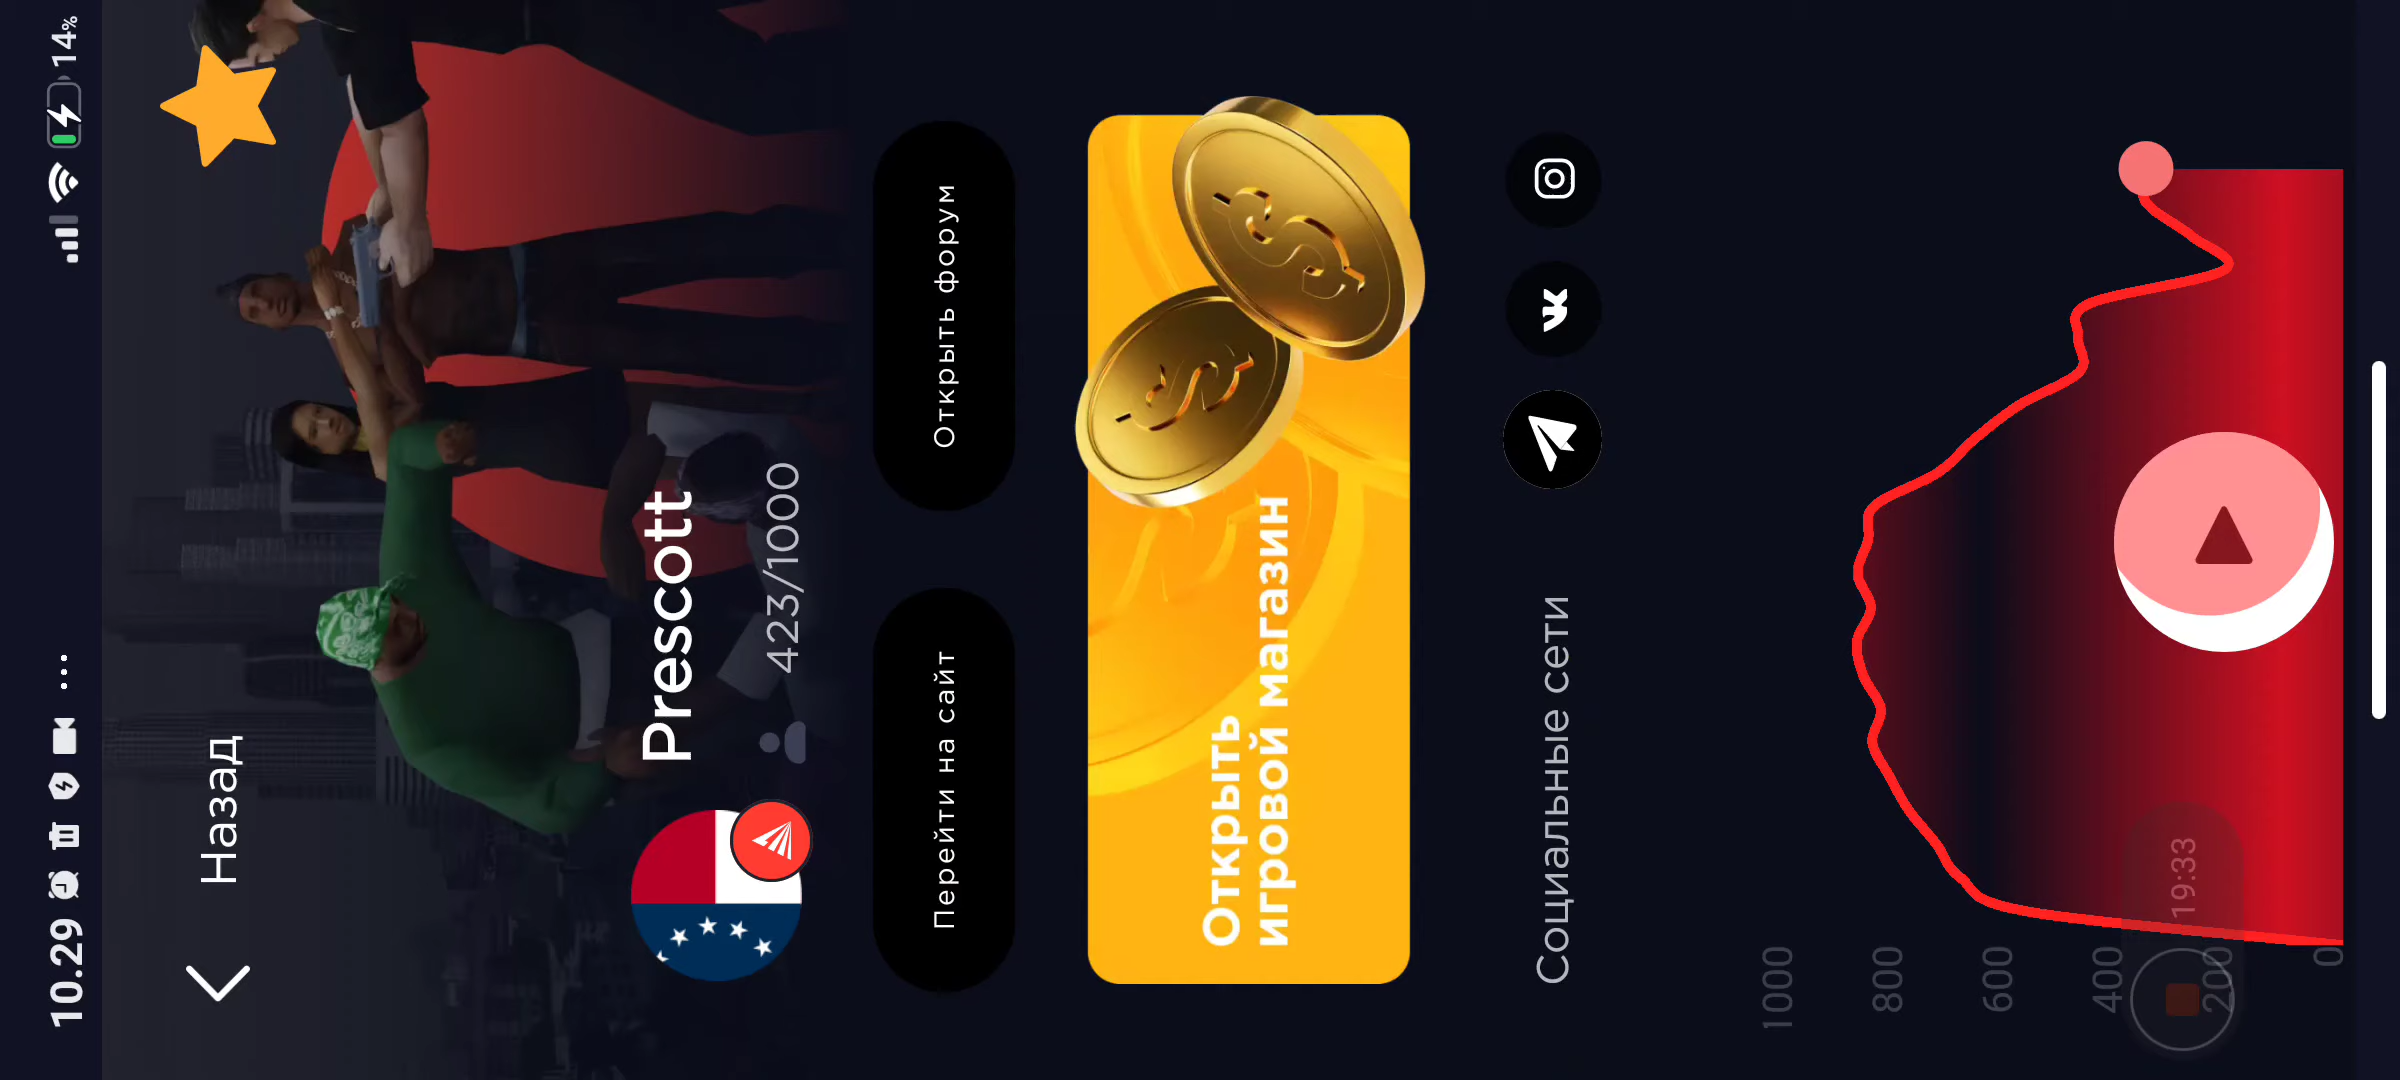 10.29 ... 14%
Назад
Prescott
423/1000
Перейти на сайт
Открыть форум
Открыть
игровой магазин
Социальные сети
1000
800
600
400
200
0
19:33